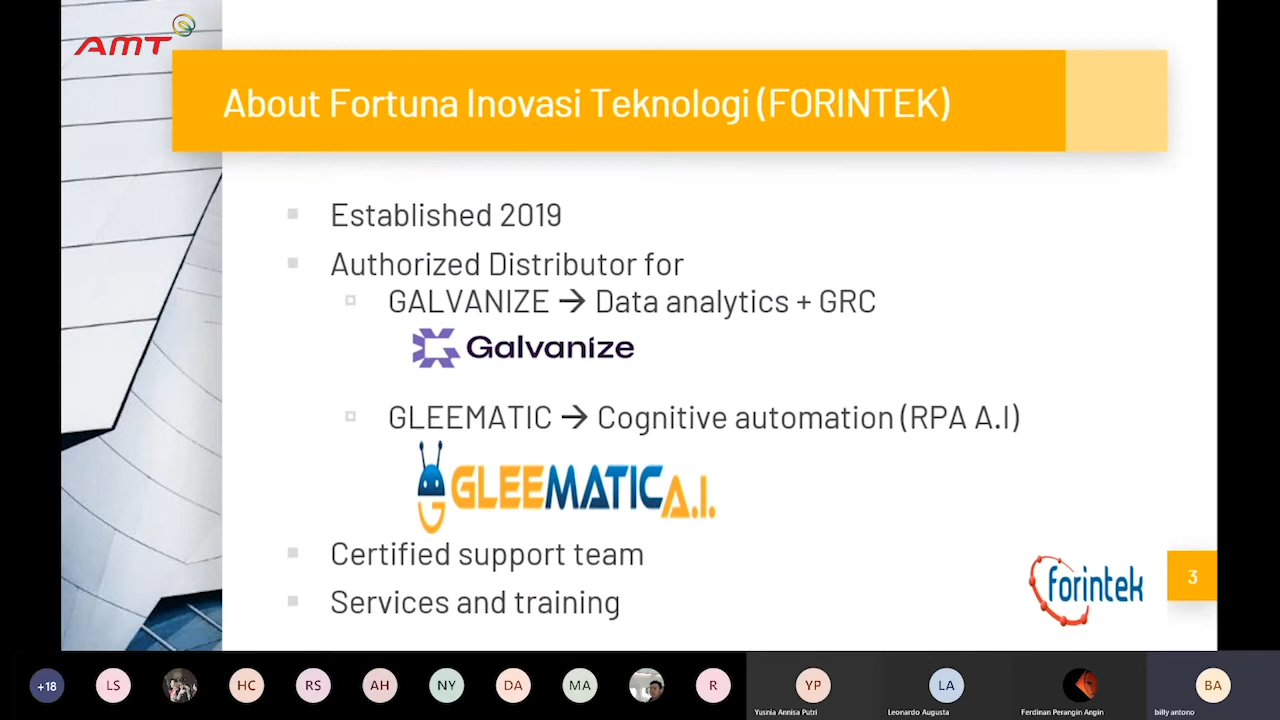 AMT
About Fortuna Inovasi Teknologi (FORINTEK)
Established 2019
Authorized Distributor for
GALVANIZE → Data analytics + GRC
Galvanize
GLEEMATIC → Cognitive automation (RPA A.I)
GLEEMATIC A.I.
Certified support team
Services and training
forintek
3
+18
LS
HC
RS
AH
NY
DA
MA
R
YP
LA
BA
Yusnia Annisa Putri
Leonardo Augusta
Ferdinan Perangin Angin
billy antono